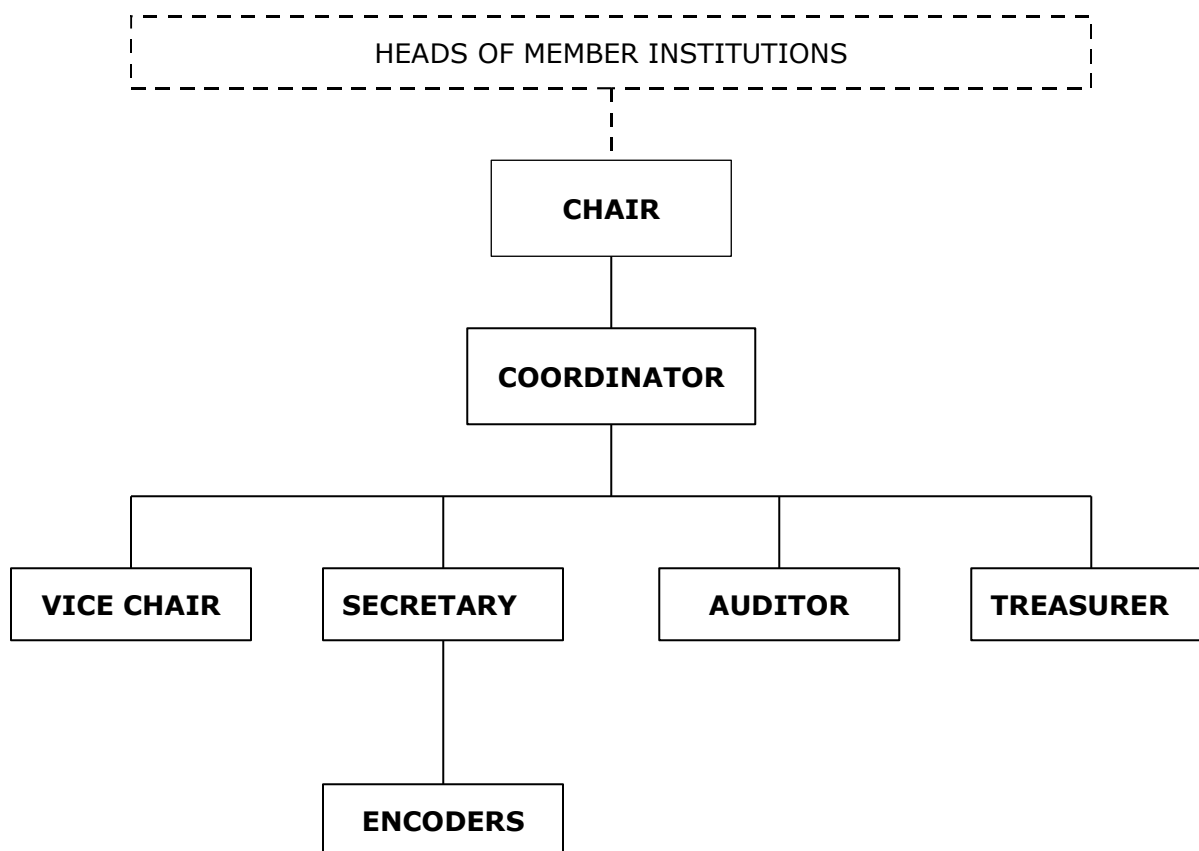 HEADS OF MEMBER INSTITUTIONS
CHAIR
COORDINATOR
VICE CHAIR
SECRETARY
AUDITOR
TREASURER
ENCODERS